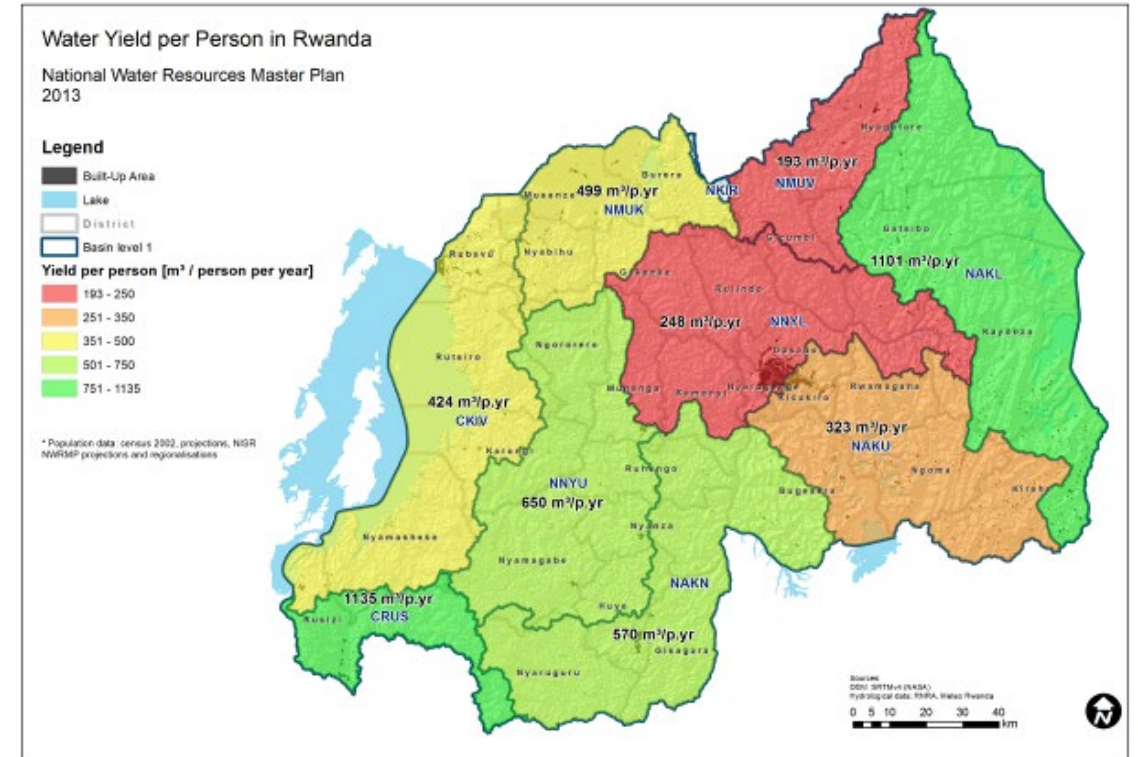 Water Yield per Person in Rwanda
National Water Resources Master Plan
2013
Legend
Built-Up Area
Lake
District
Basin level 1
Yield per person [m³ / person per year]
193 - 250
251 - 350
351 - 500
501 - 750
751 - 1135
* Population data: census 2002, projections, NISR
NWRMP projections and regionalisations
Nyagatare
193 m³/p.yr
NMUV
Burera
Musanze
499 m³/p.yr
NMUK
NKIR
Gatsibo
Gicumbi
Rubavu
Nyabihu
1101 m³/p.yr
NAKL
Gakenke
Rulindo
248 m³/p.yr
NNYL
Kayonza
Ngororero
Rutsiro
Gasabo
Muhanga
Kamonyi
Nyarugenge
Kicukiro
Rwamagana
424 m³/p.yr
CKIV
323 m³/p.yr
NAKU
Karongi
Ruhango
Ngoma
NNYU
650 m³/p.yr
Bugesera
Kirehe
Nyanza
Nyamasheke
Nyamagabe
NAKN
1135 m³/p.yr
CRUS
Rusizi
Huye
570 m³/p.yr
Gisagara
Nyaruguru
Sources
Hydrological data: RNRA, Meteo Rwanda
0 5 10 20 30 40
km
N